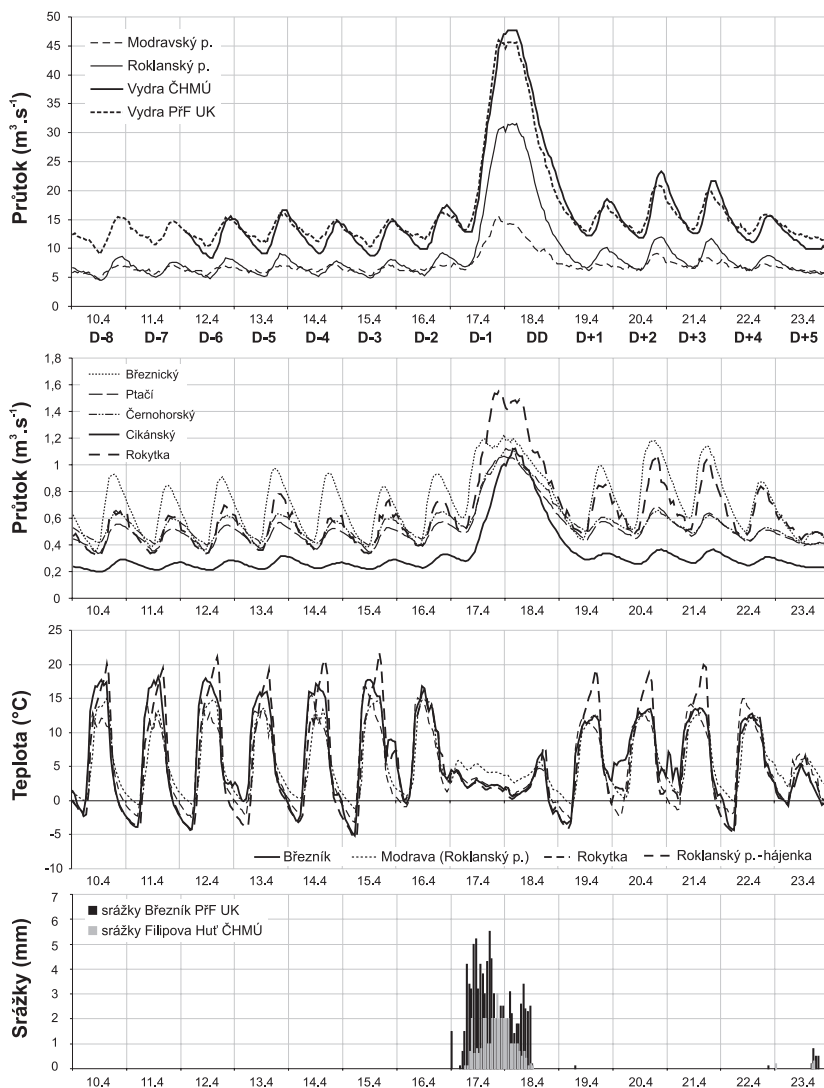 Průtok (m³.s⁻¹)
50
45
40
35
30
25
20
15
10
5
0
Modravský p.
Roklanský p.
Vydra ČHMÚ
Vydra PřF UK
10.4 11.4 12.4 13.4 14.4 15.4 16.4 17.4 18.4 19.4 20.4 21.4 22.4 23.4
D-8 D-7 D-6 D-5 D-4 D-3 D-2 D-1 DD D+1 D+2 D+3 D+4 D+5
Průtok (m³.s⁻¹)
1,8
1,6
1,4
1,2
1
0,8
0,6
0,4
0,2
0
Březnický
Ptačí
Černohorský
Cikánský
Rokytka
10.4 11.4 12.4 13.4 14.4 15.4 16.4 17.4 18.4 19.4 20.4 21.4 22.4 23.4
Teplota (°C)
25
20
15
10
5
0
-5
-10
Březník Modrava (Roklanský p.) Rokytka Roklanský p.-hájenka
10.4 11.4 12.4 13.4 14.4 15.4 16.4 17.4 18.4 19.4 20.4 21.4 22.4 23.4
Srážky (mm)
7
6
5
4
3
2
1
0
srážky Březník PřF UK
srážky Filipova Huť ČHMÚ
10.4 11.4 12.4 13.4 14.4 15.4 16.4 17.4 18.4 19.4 20.4 21.4 22.4 23.4